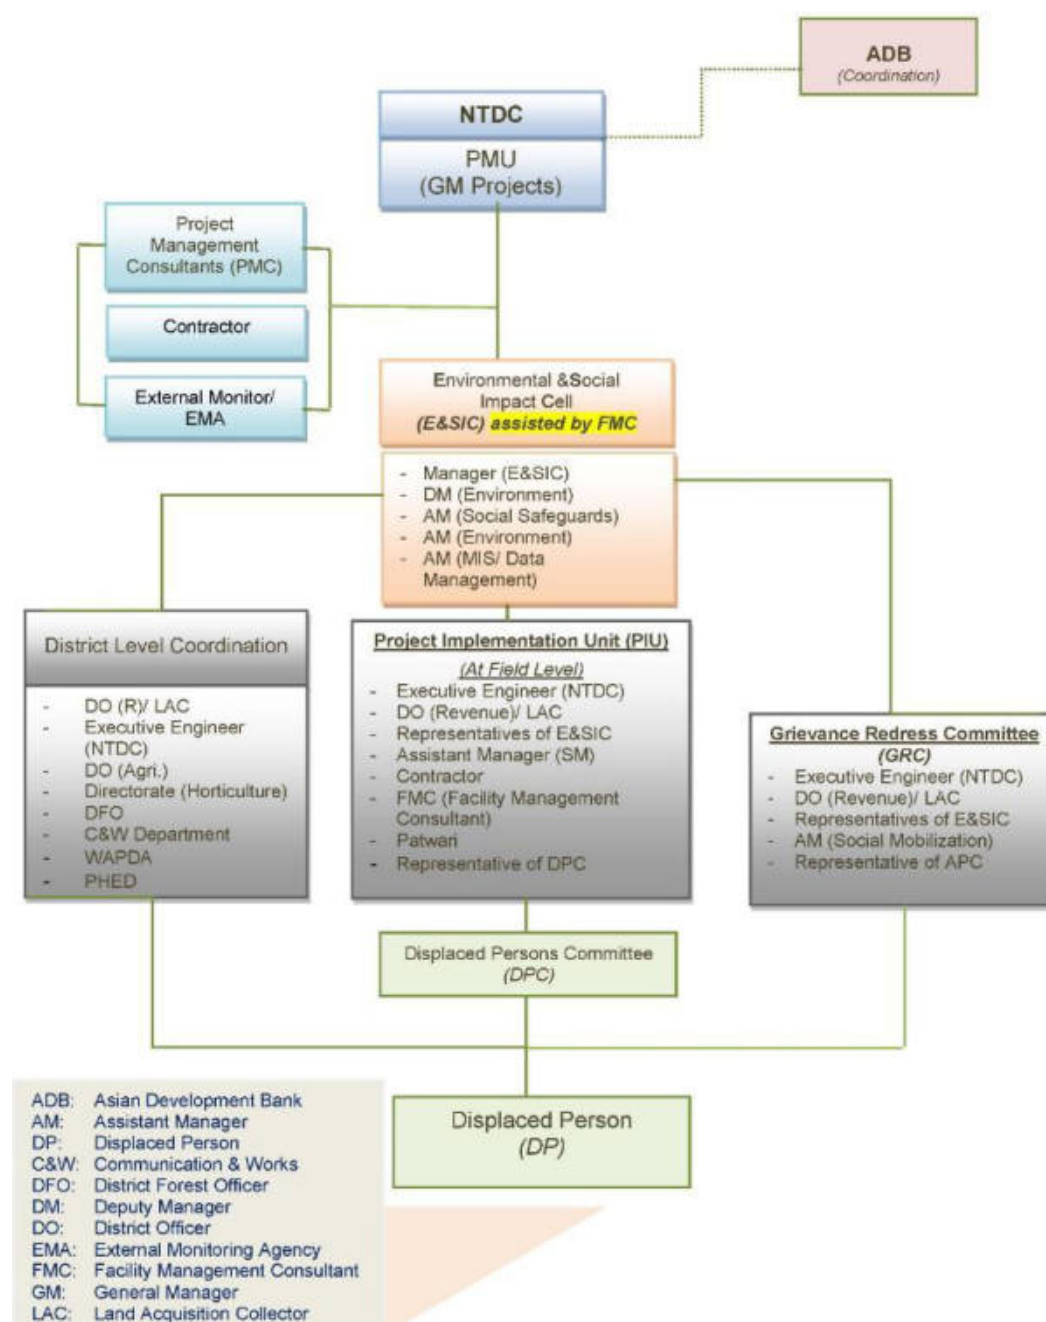 ADB
(Coordination)
NTDC
PMU
(GM Projects)
Project
Management
Consultants (PMC)
Contractor
External Monitor/
EMA
Environmental &Social
Impact Cell
(E&SIC) assisted by FMC
- Manager (E&SIC)
- DM (Environment)
- AM (Social Safeguards)
- AM (Environment)
- AM (MIS/ Data
Management)
District Level Coordination
- DO (R)/ LAC
- Executive Engineer
(NTDC)
- DO (Agri.)
- Directorate (Horticulture)
- DFO
- C&W Department
- WAPDA
- PHED
Project Implementation Unit (PIU)
(At Field Level)
- Executive Engineer (NTDC)
- DO (Revenue)/ LAC
- Representatives of E&SIC
- Assistant Manager (SM)
- Contractor
- FMC (Facility Management
Consultant)
- Patwari
- Representative of DPC
Grievance Redress Committee
(GRC)
- Executive Engineer (NTDC)
- DO (Revenue)/ LAC
- Representatives of E&SIC
- AM (Social Mobilization)
- Representative of APC
Displaced Persons Committee
(DPC)
Displaced Person
(DP)
ADB: Asian Development Bank
AM: Assistant Manager
DP: Displaced Person
C&W: Communication & Works
DFO: District Forest Officer
DM: Deputy Manager
DO: District Officer
EMA: External Monitoring Agency
FMC: Facility Management Consultant
GM: General Manager
LAC: Land Acquisition Collector